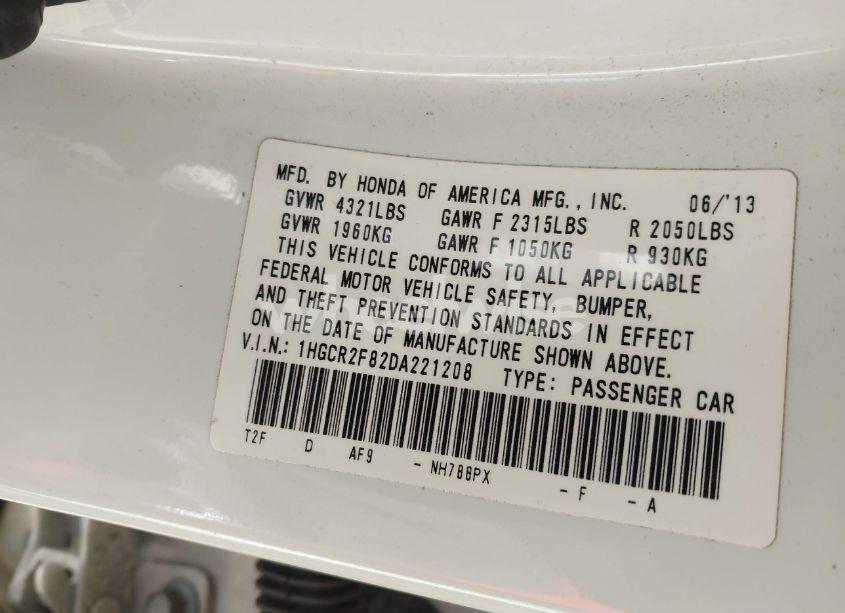 MFD. BY HONDA OF AMERICA MFG., INC. 06/'13
GVWR 4321LBS GAWR F 2315LBS R 2050LBS
GVWR 1960KG GAWR F 1050KG R 930KG
THIS VEHICLE CONFORMS TO ALL APPLICABLE
FEDERAL MOTOR VEHICLE SAFETY, BUMPER,
AND THEFT PREVENTION STANDARDS IN EFFECT
ON THE DATE OF MANUFACTURE SHOWN ABOVE.
V.I.N.: 1HGCR2F82DA221208 TYPE: PASSENGER CAR
T2F D AF9 - NH788PX - F - A